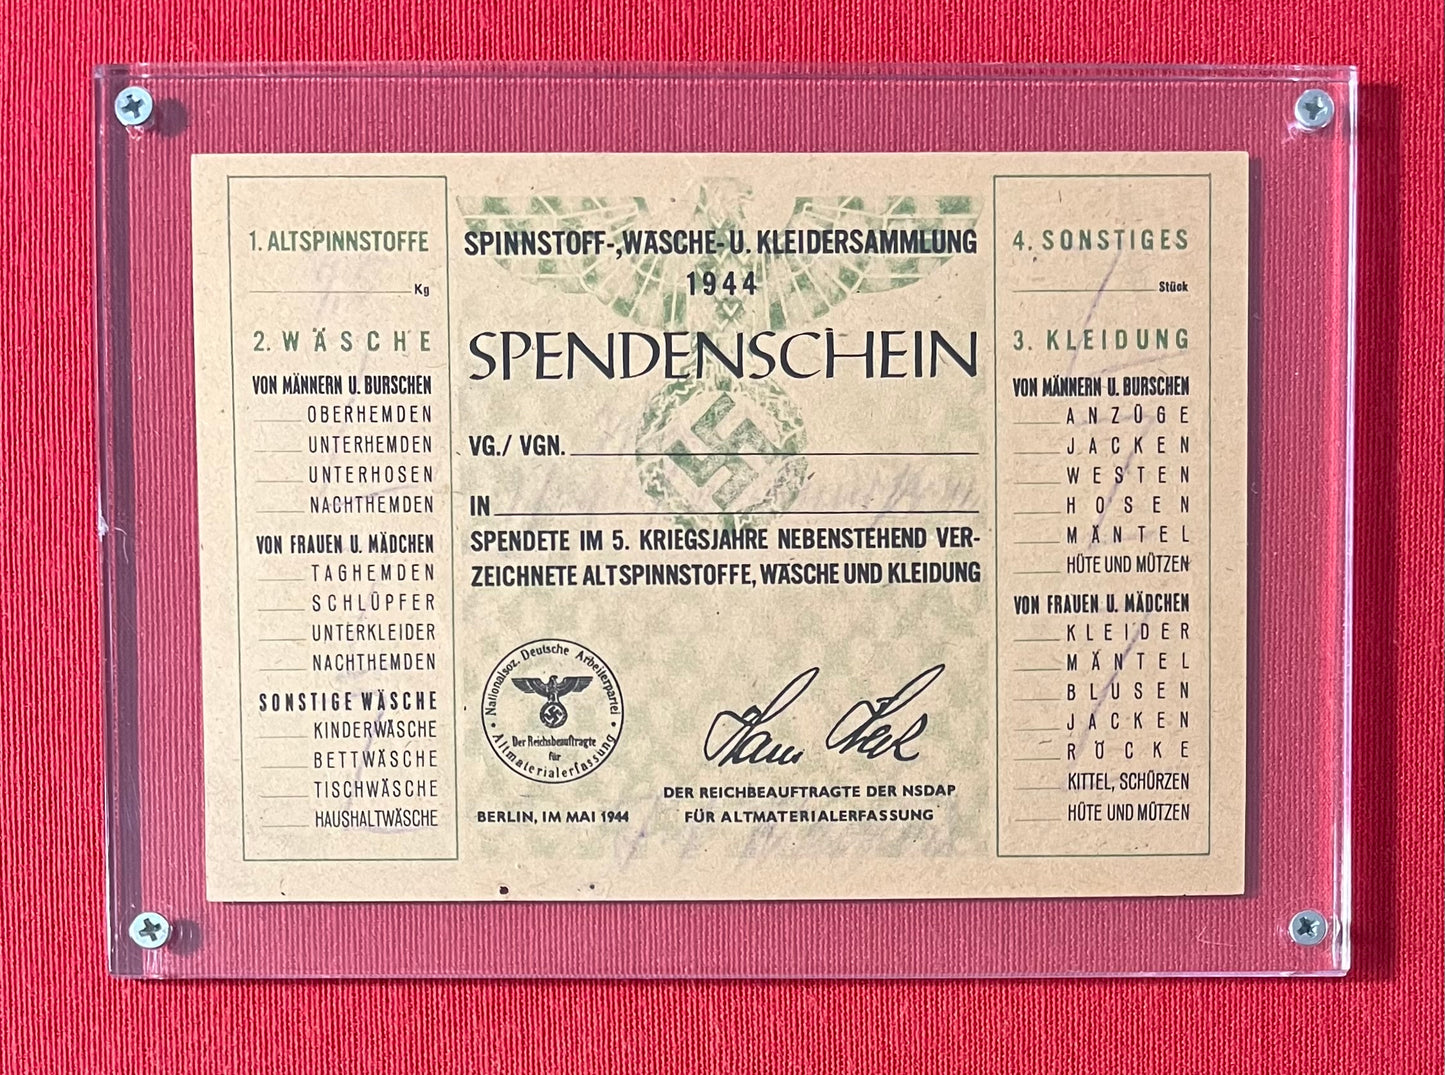 1. ALTSPINNSTOFFE
Kg
2. WÄSCHE
VON MÄNNERN U. BURSCHEN
OBERHEMDEN
UNTERHEMDEN
UNTERHOSEN
NACHTHEMDEN
VON FRAUEN U. MÄDCHEN
TAGHEMDEN
SCHLÜPFER
UNTERKLEIDER
NACHTHEMDEN
SONSTIGE WÄSCHE
KINDERWÄSCHE
BETTWÄSCHE
TISCHWÄSCHE
HAUSHALTWÄSCHE
SPINNSTOFF-, WÄSCHE- U. KLEIDERSAMMLUNG
1944
SPENDENSCHEIN
VG./ VGN.
IN
SPENDETE IM 5. KRIEGSJAHRE NEBENSTEHEND VER-
ZEICHNETE ALTSPINNSTOFFE, WÄSCHE UND KLEIDUNG
Nationalsoz. Deutsche Arbeiterpartei
Der Reichsbeauftragte
für
Altmaterialerfassung
BERLIN, IM MAI 1944
Hans Heck
DER REICHBEAUFTRAGTE DER NSDAP
FÜR ALTMATERIALERFASSUNG
4. SONSTIGES
Stück
3. KLEIDUNG
VON MÄNNERN U. BURSCHEN
ANZÜGE
JACKEN
WESTEN
HOSEN
MÄNTEL
HÜTE UND MÜTZEN
VON FRAUEN U. MÄDCHEN
KLEIDER
MÄNTEL
BLUSEN
JACKEN
RÖCKE
KITTEL, SCHÜRZEN
HÜTE UND MÜTZEN